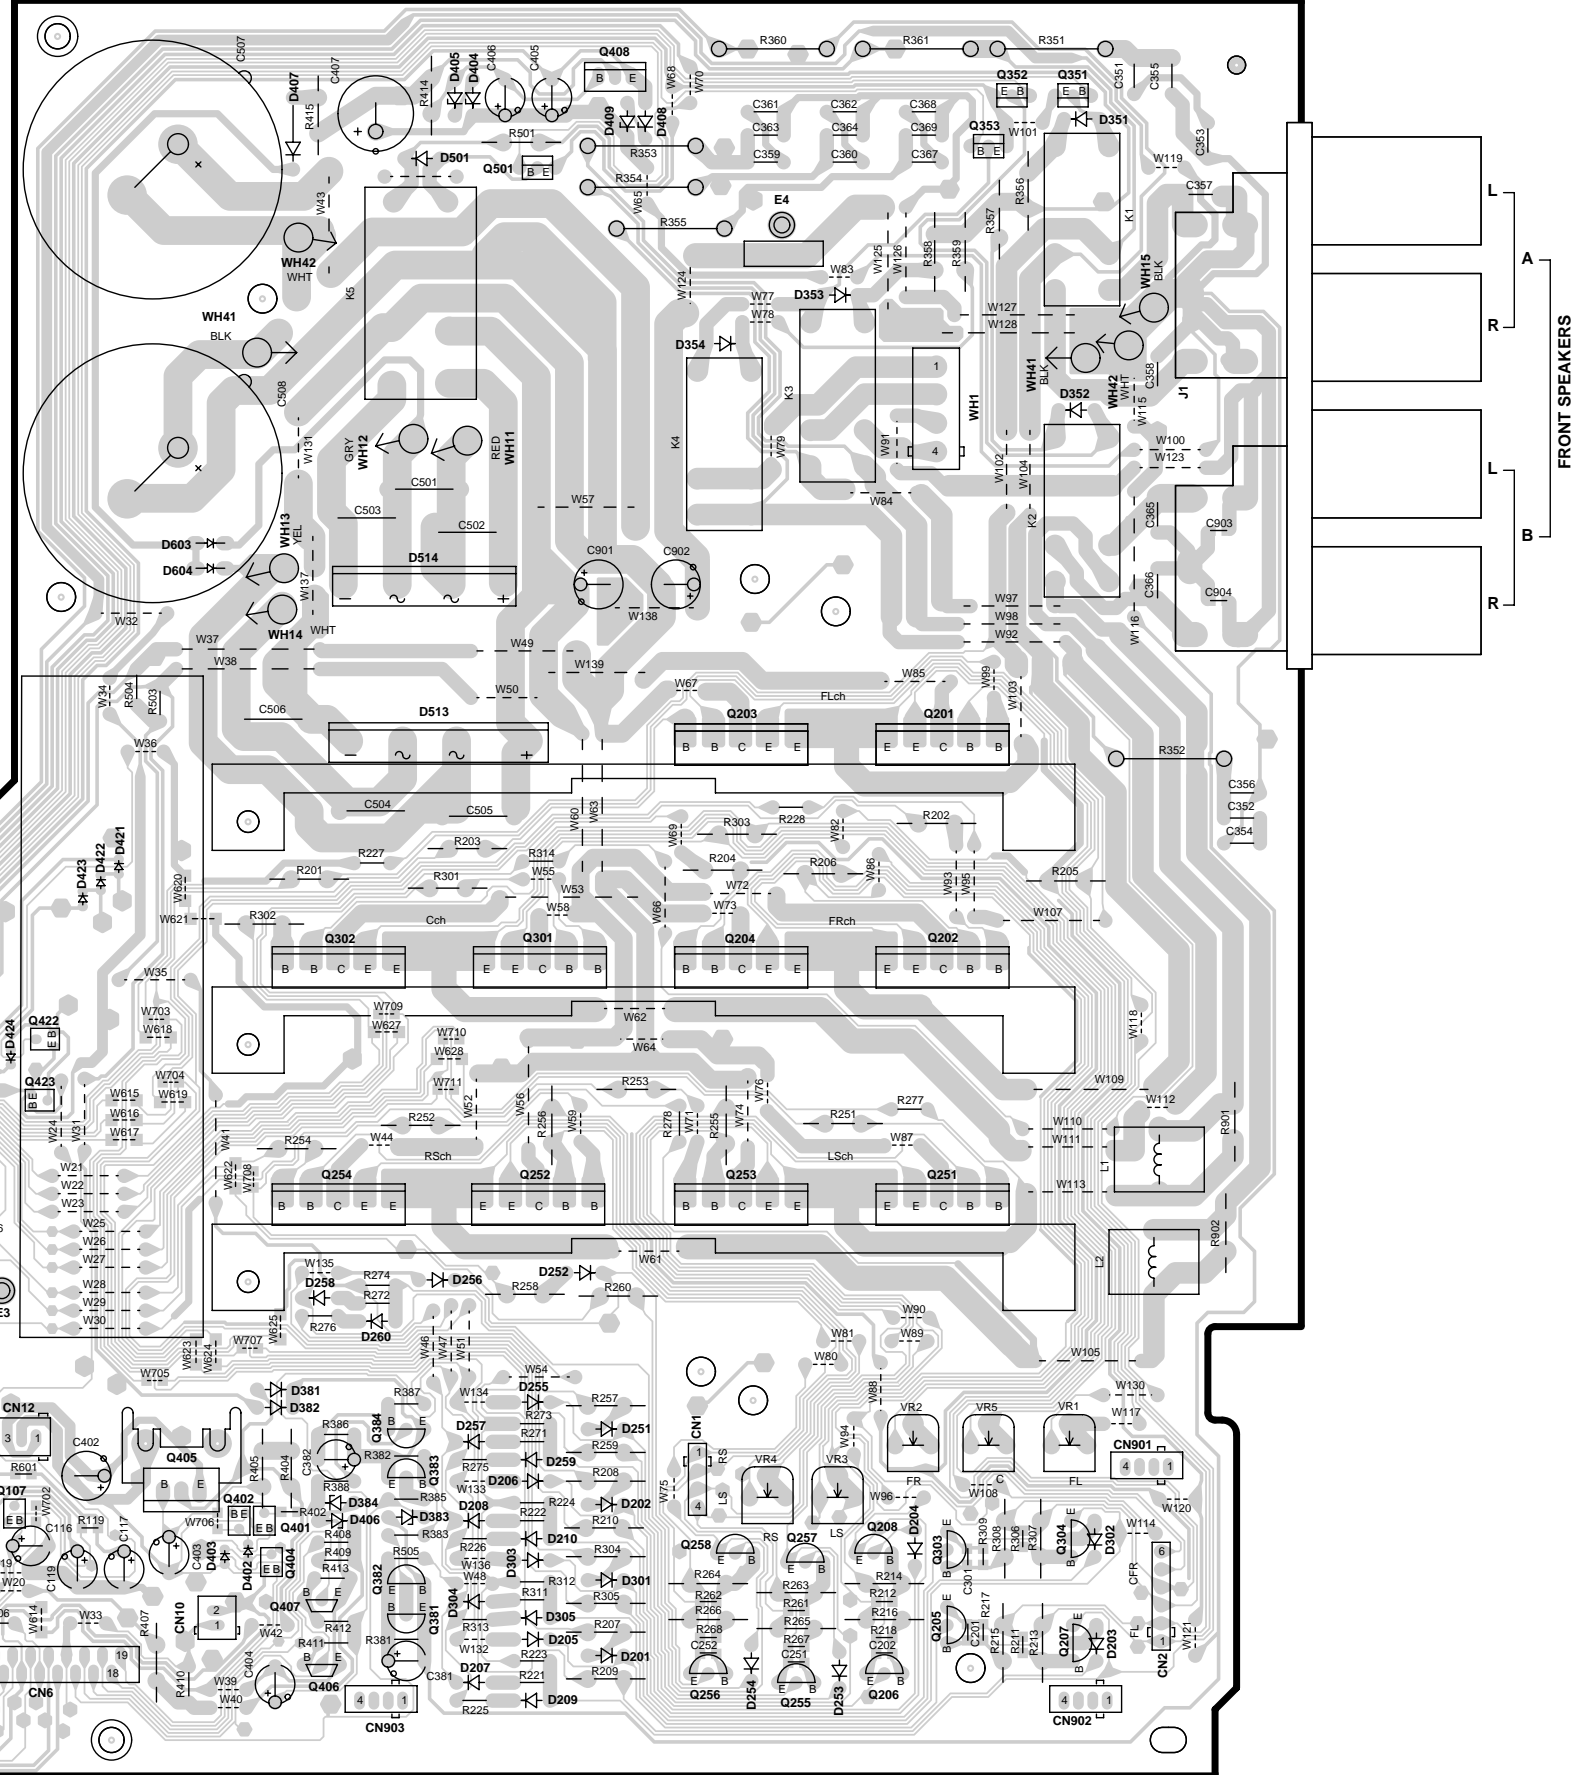 C507
D407
R415
C407
R414
D405
D404
C406
C405
Q408
B E
W68
W70
D409
D408
R501
D501
Q501
B E
R360
R361
R351
Q352
E B
Q351
E B
C351
C355
C361
C362
C368
C363
C364
C369
C359
C360
C367
Q353
B E
W101
D351
C353
W119
C357
R353
R354
W65
R355
E4
W43
WH42
WHT
K5
W124
W77
W78
W83
D353
W125
W126
R358
R359
R357
R356
K1
WH15
BLK
W127
W128
WH41
BLK
C508
D354
K4
K3
W79
W91
1
4
WH1
WH41
BLK
WH42
WHT
D352
C358
W115
J1
L
R
A
L
R
B
FRONT SPEAKERS
W131
GRY
WH12
RED
WH11
C501
C503
C502
W57
W84
W102
W104
K2
W100
W123
C365
C903
C366
C904
W116
D603
D604
WH13
YEL
W137
WH14
WHT
D514
− ~ ~ +
C901
C902
W138
W32
W37
W38
W49
W139
W50
W97
W98
W92
W34
R504
R503
W36
C506
D513
− ~ ~ +
W67
FLch
W85
W99
W103
Q203
B B C E E
Q201
E E C B B
R352
C356
C352
C354
C504
C505
W60
W63
D423
D422
D421
W620
W621
R227
R203
R201
R301
R314
W55
W53
W58
W69
R303
R228
W82
R202
R204
R206
W86
W72
W73
W66
W93
W95
R205
W107
R302
Cch
FRch
Q302
B B C E E
Q301
E E C B B
Q204
B B C E E
Q202
E E C B B
W35
W703
W618
D424
Q422
E B
Q423
B E
W24
W31
W704
W619
W615
W616
W617
W709
W627
W710
W628
W711
W62
W64
W118
W41
W622
W708
R254
R252
W44
W52
W56
R256
W59
R253
R278
W71
R255
W74
W76
R251
R277
W87
W109
W112
W110
W111
W113
L1
R901
RSch
LSch
W21
W22
W23
W25
W26
W27
W28
W29
W30
Q254
B B C E E
Q252
E E C B B
Q253
B B C E E
Q251
E E C B B
L2
R902
W61
E3
W135
D258
R274
R272
R276
D260
D256
D252
R258
R260
W625
W707
W623
W624
W705
W46
W47
W51
W54
W90
W89
W81
W80
W88
W105
CN12
3 1
R601
C402
Q405
B E
D381
D382
R386
C382
R382
R405
R404
R388
Q384
B E
R387
Q383
B E
R385
R383
D384
D406
D383
R402
R408
R409
R413
W134
D255
R273
D257
R271
R275
D259
W133
D206
D208
R224
R222
R226
D210
R257
D251
R259
R208
D202
R210
R304
W130
W117
CN901
4 1
W120
VR2
VR5
VR1
FR
C
FL
W94
W96
W108
CN1
1
4
RS
LS
W75
VR4
VR3
RS
LS
Q107
E B
W702
C116
R119
C117
W706
Q402
B E
Q401
E B
D403
D402
C403
Q404
E B
C119
W20
W614
W33
R407
CN10
2
1
W42
Q407
B E
R412
R411
R505
Q382
B E
B E
Q381
R381
C381
W136
W48
D303
R312
D304
R311
R313
D305
W132
D205
R223
D207
R221
R225
D209
D301
R305
R207
D201
R209
Q258
E B
Q257
E B
Q208
E B
D204
R264
R262
R266
R268
C252
R263
R261
R265
R267
C251
R214
R212
R216
R218
C202
Q256
E B
D254
Q255
E B
D253
Q206
E B
Q303
E
B
C301
R309
R308
R306
R307
Q304
E
B
D302
W114
6
1
CFR
FL
CN2
W121
Q205
E
B
C201
R217
R215
R211
R213
Q207
E
B
D203
19
18
CN6
R410
W39
W40
C404
Q406
B E
4 1
CN903
4 1
CN902